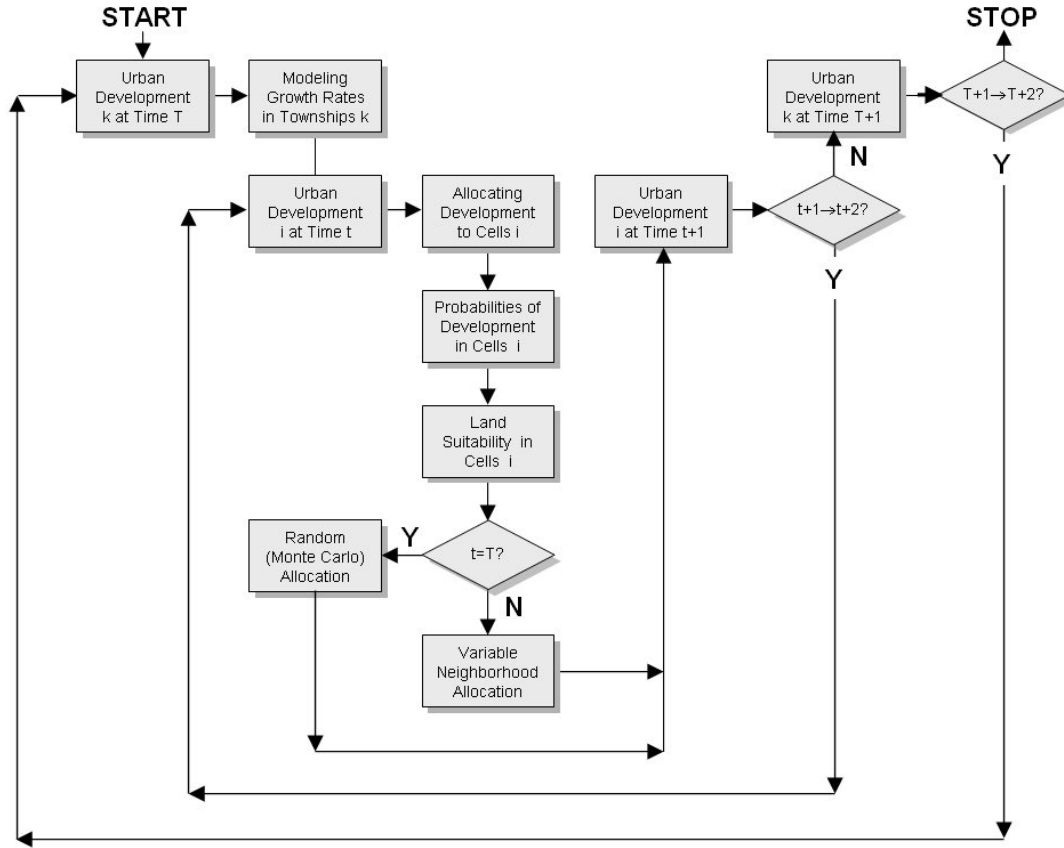 START
STOP
Urban
Development
k at Time T
Modeling
Growth Rates
in Townships k
Urban
Development
k at Time T+1
T+1→T+2?
N
Y
Urban
Development
i at Time t
Allocating
Development
to Cells i
Urban
Development
i at Time t+1
t+1→t+2?
Y
Probabilities of
Development
in Cells i
Land
Suitability in
Cells i
Random
(Monte Carlo)
Allocation
Y
t=T?
N
Variable
Neighborhood
Allocation